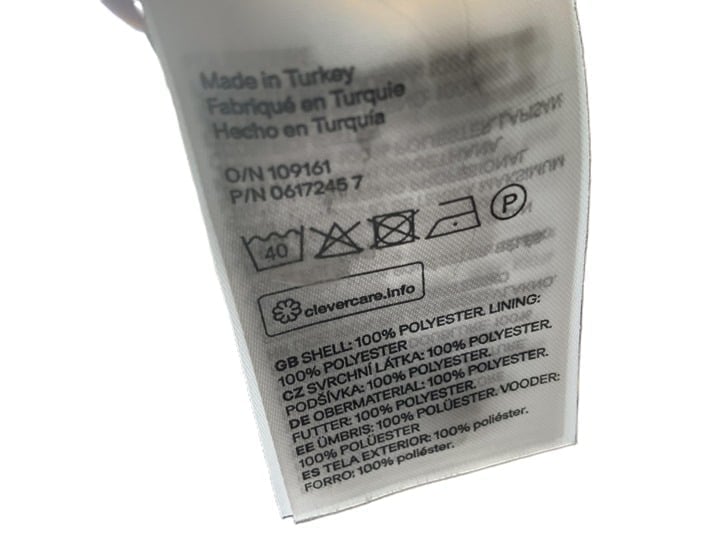 Made in Turkey
Fabriqué en Turquie
Hecho en Turquía
O/N 109161
P/N 0617245 7
40
P
clevercare.info
GB SHELL: 100% POLYESTER. LINING:
100% POLYESTER
CZ SVRCHNÍ LÁTKA: 100% POLYESTER.
PODŠÍVKA: 100% POLYESTER.
DE OBERMATERIAL: 100% POLYESTER.
FUTTER: 100% POLYESTER.
EE ÜMBRIS: 100% POLÜESTER. VOODER:
100% POLÜESTER
ES TELA EXTERIOR: 100% poliéster.
FORRO: 100% poliéster.